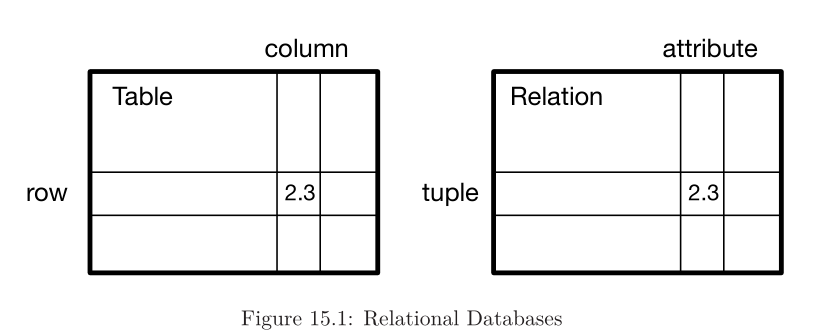 column
attribute
Table
Relation
row
2.3
tuple
2.3
Figure 15.1: Relational Databases